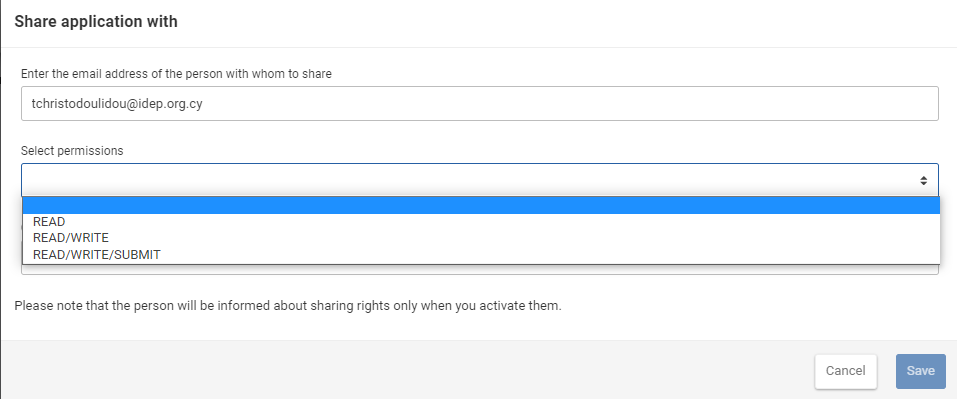 Share application with
Enter the email address of the person with whom to share
tchristodoulidou@idep.org.cy
Select permissions
READ
READ/WRITE
READ/WRITE/SUBMIT
Please note that the person will be informed about sharing rights only when you activate them.
Cancel
Save